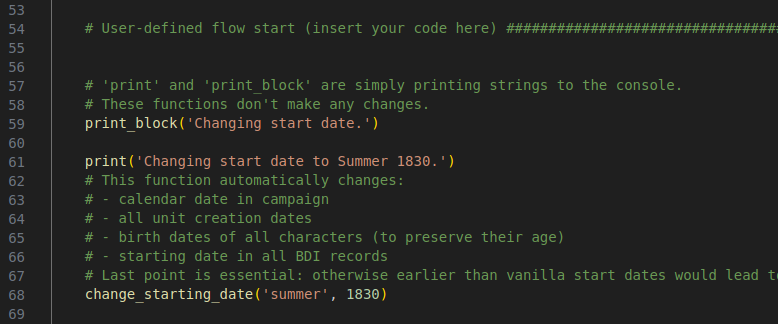 53
54 # User-defined flow start (insert your code here) ################################
55
56
57 # 'print' and 'print_block' are simply printing strings to the console.
58 # These functions don't make any changes.
59 print_block('Changing start date.')
60
61 print('Changing start date to Summer 1830.')
62 # This function automatically changes:
63 # - calendar date in campaign
64 # - all unit creation dates
65 # - birth dates of all characters (to preserve their age)
66 # - starting date in all BDI records
67 # Last point is essential: otherwise earlier than vanilla start dates would lead t
68 change_starting_date('summer', 1830)
69